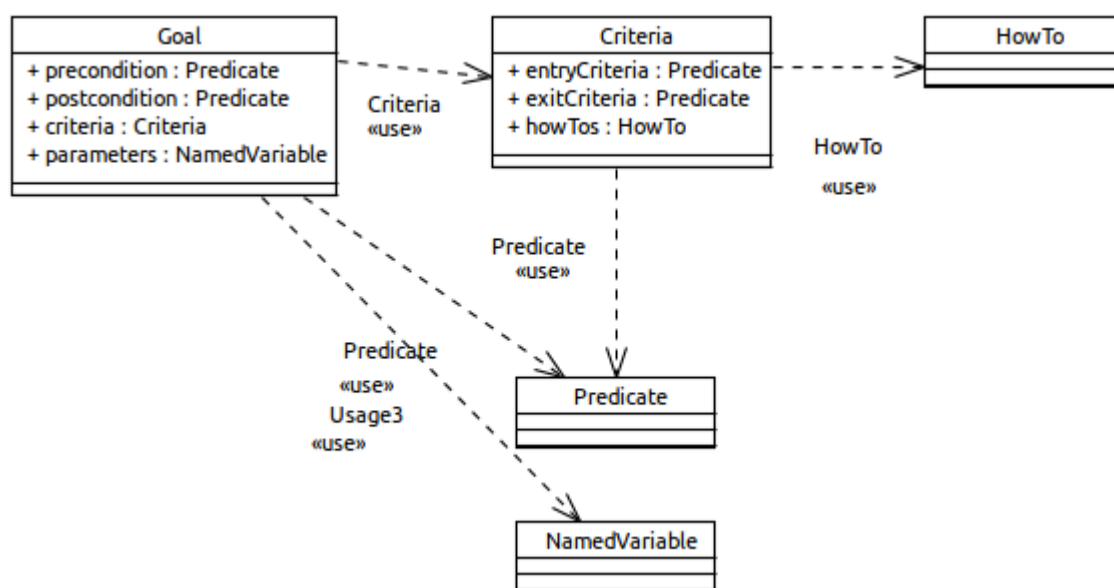 Goal
+ precondition : Predicate
+ postcondition : Predicate
+ criteria : Criteria
+ parameters : NamedVariable
Criteria
«use»
Criteria
+ entryCriteria : Predicate
+ exitCriteria : Predicate
+ howTos : HowTo
HowTo
HowTo
«use»
Predicate
«use»
Predicate
«use»
Usage3
«use»
Predicate
NamedVariable